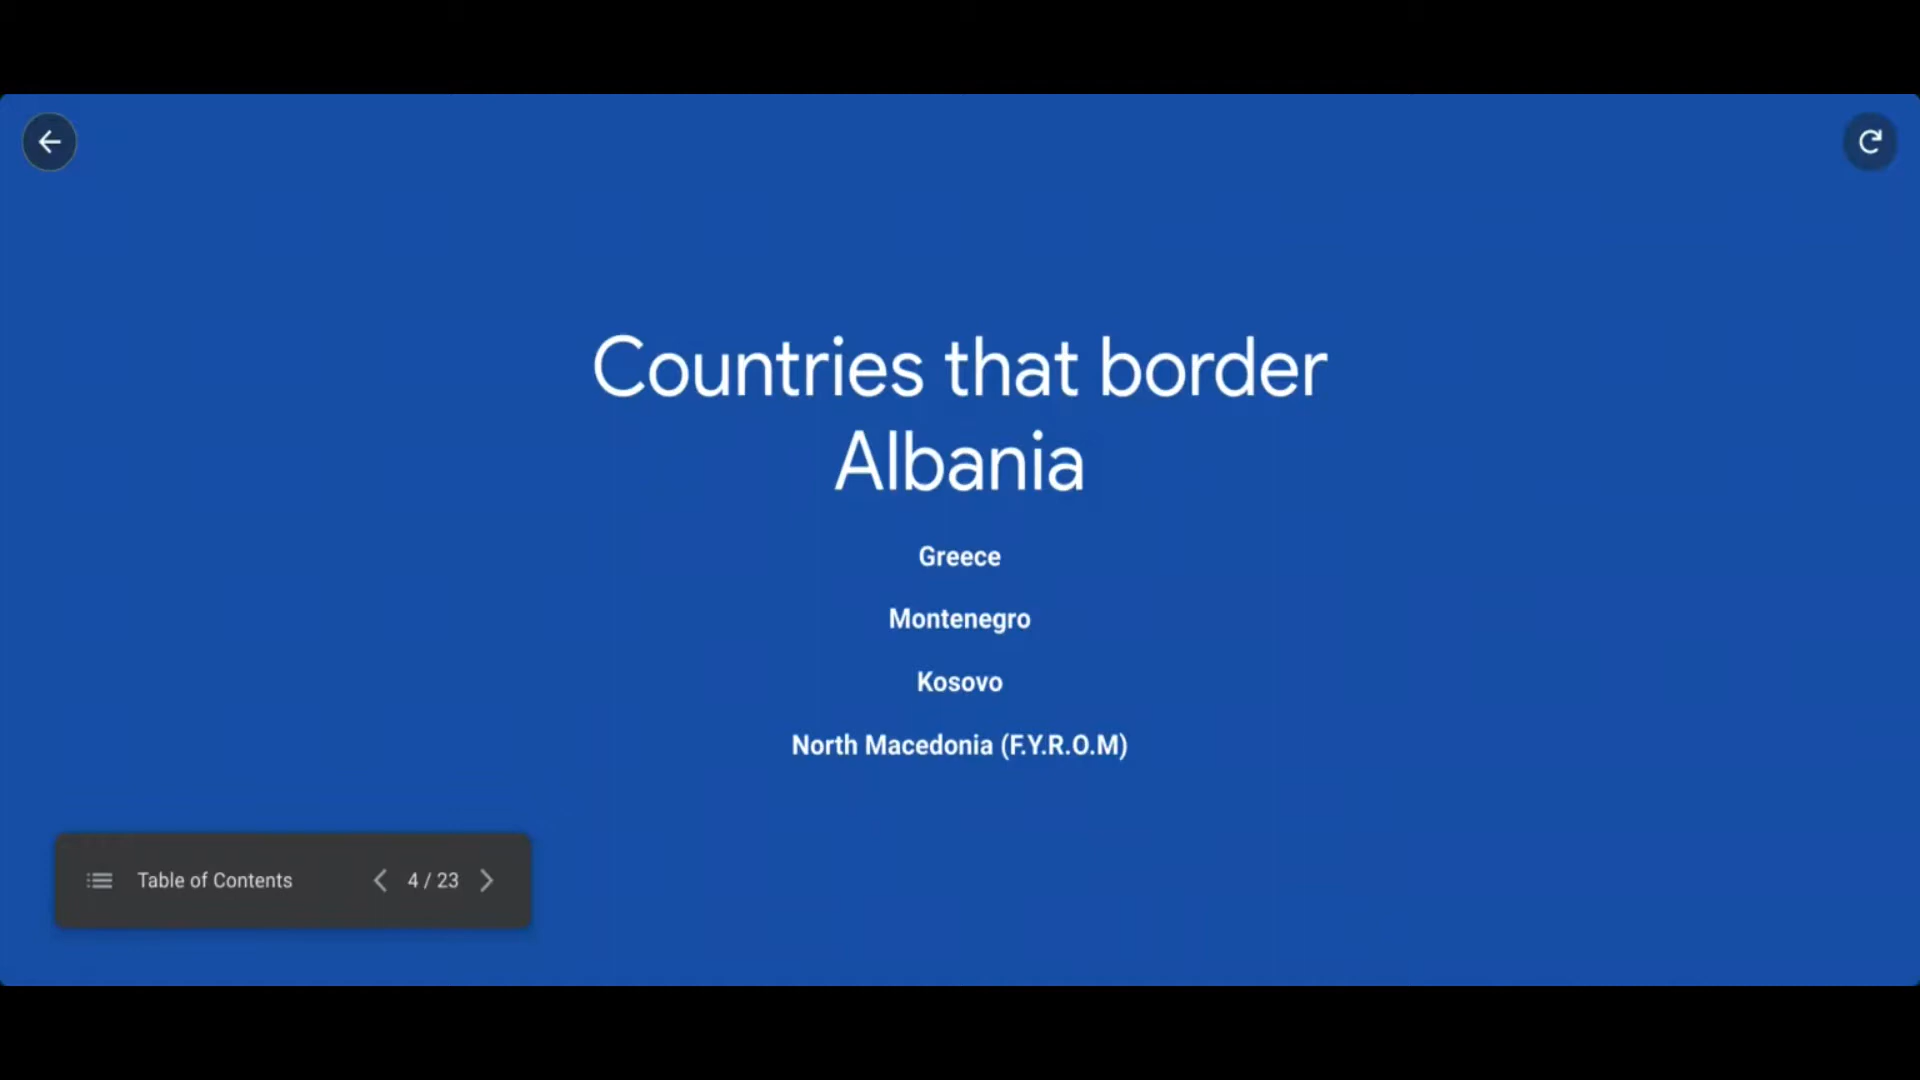 Countries that border
Albania
Greece
Montenegro
Kosovo
North Macedonia (F.Y.R.O.M)
Table of Contents
4 / 23